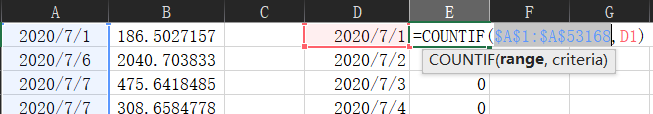 A B C D E F G
2020/7/1 186.5027157 2020/7/1 =COUNTIF($A$1:$A$53168,D1)
2020/7/6 2040.703833 2020/7/2 COUNTIF(range, criteria)
2020/7/7 475.6418485 2020/7/3 0
2020/7/7 308.6584778 2020/7/4 0